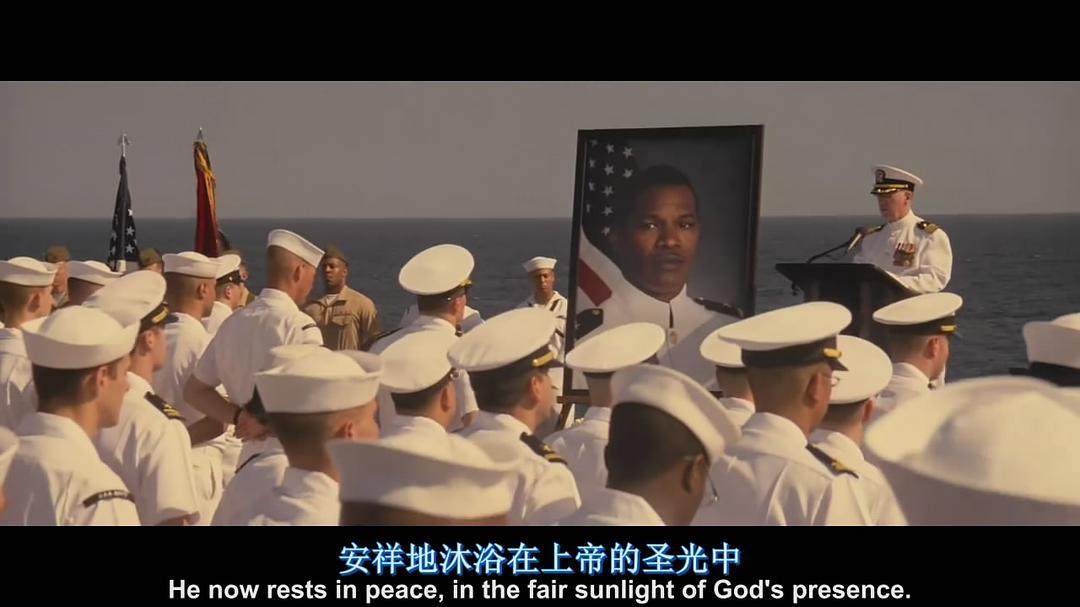 安祥地沐浴在上帝的圣光中
He now rests in peace, in the fair sunlight of God's presence.